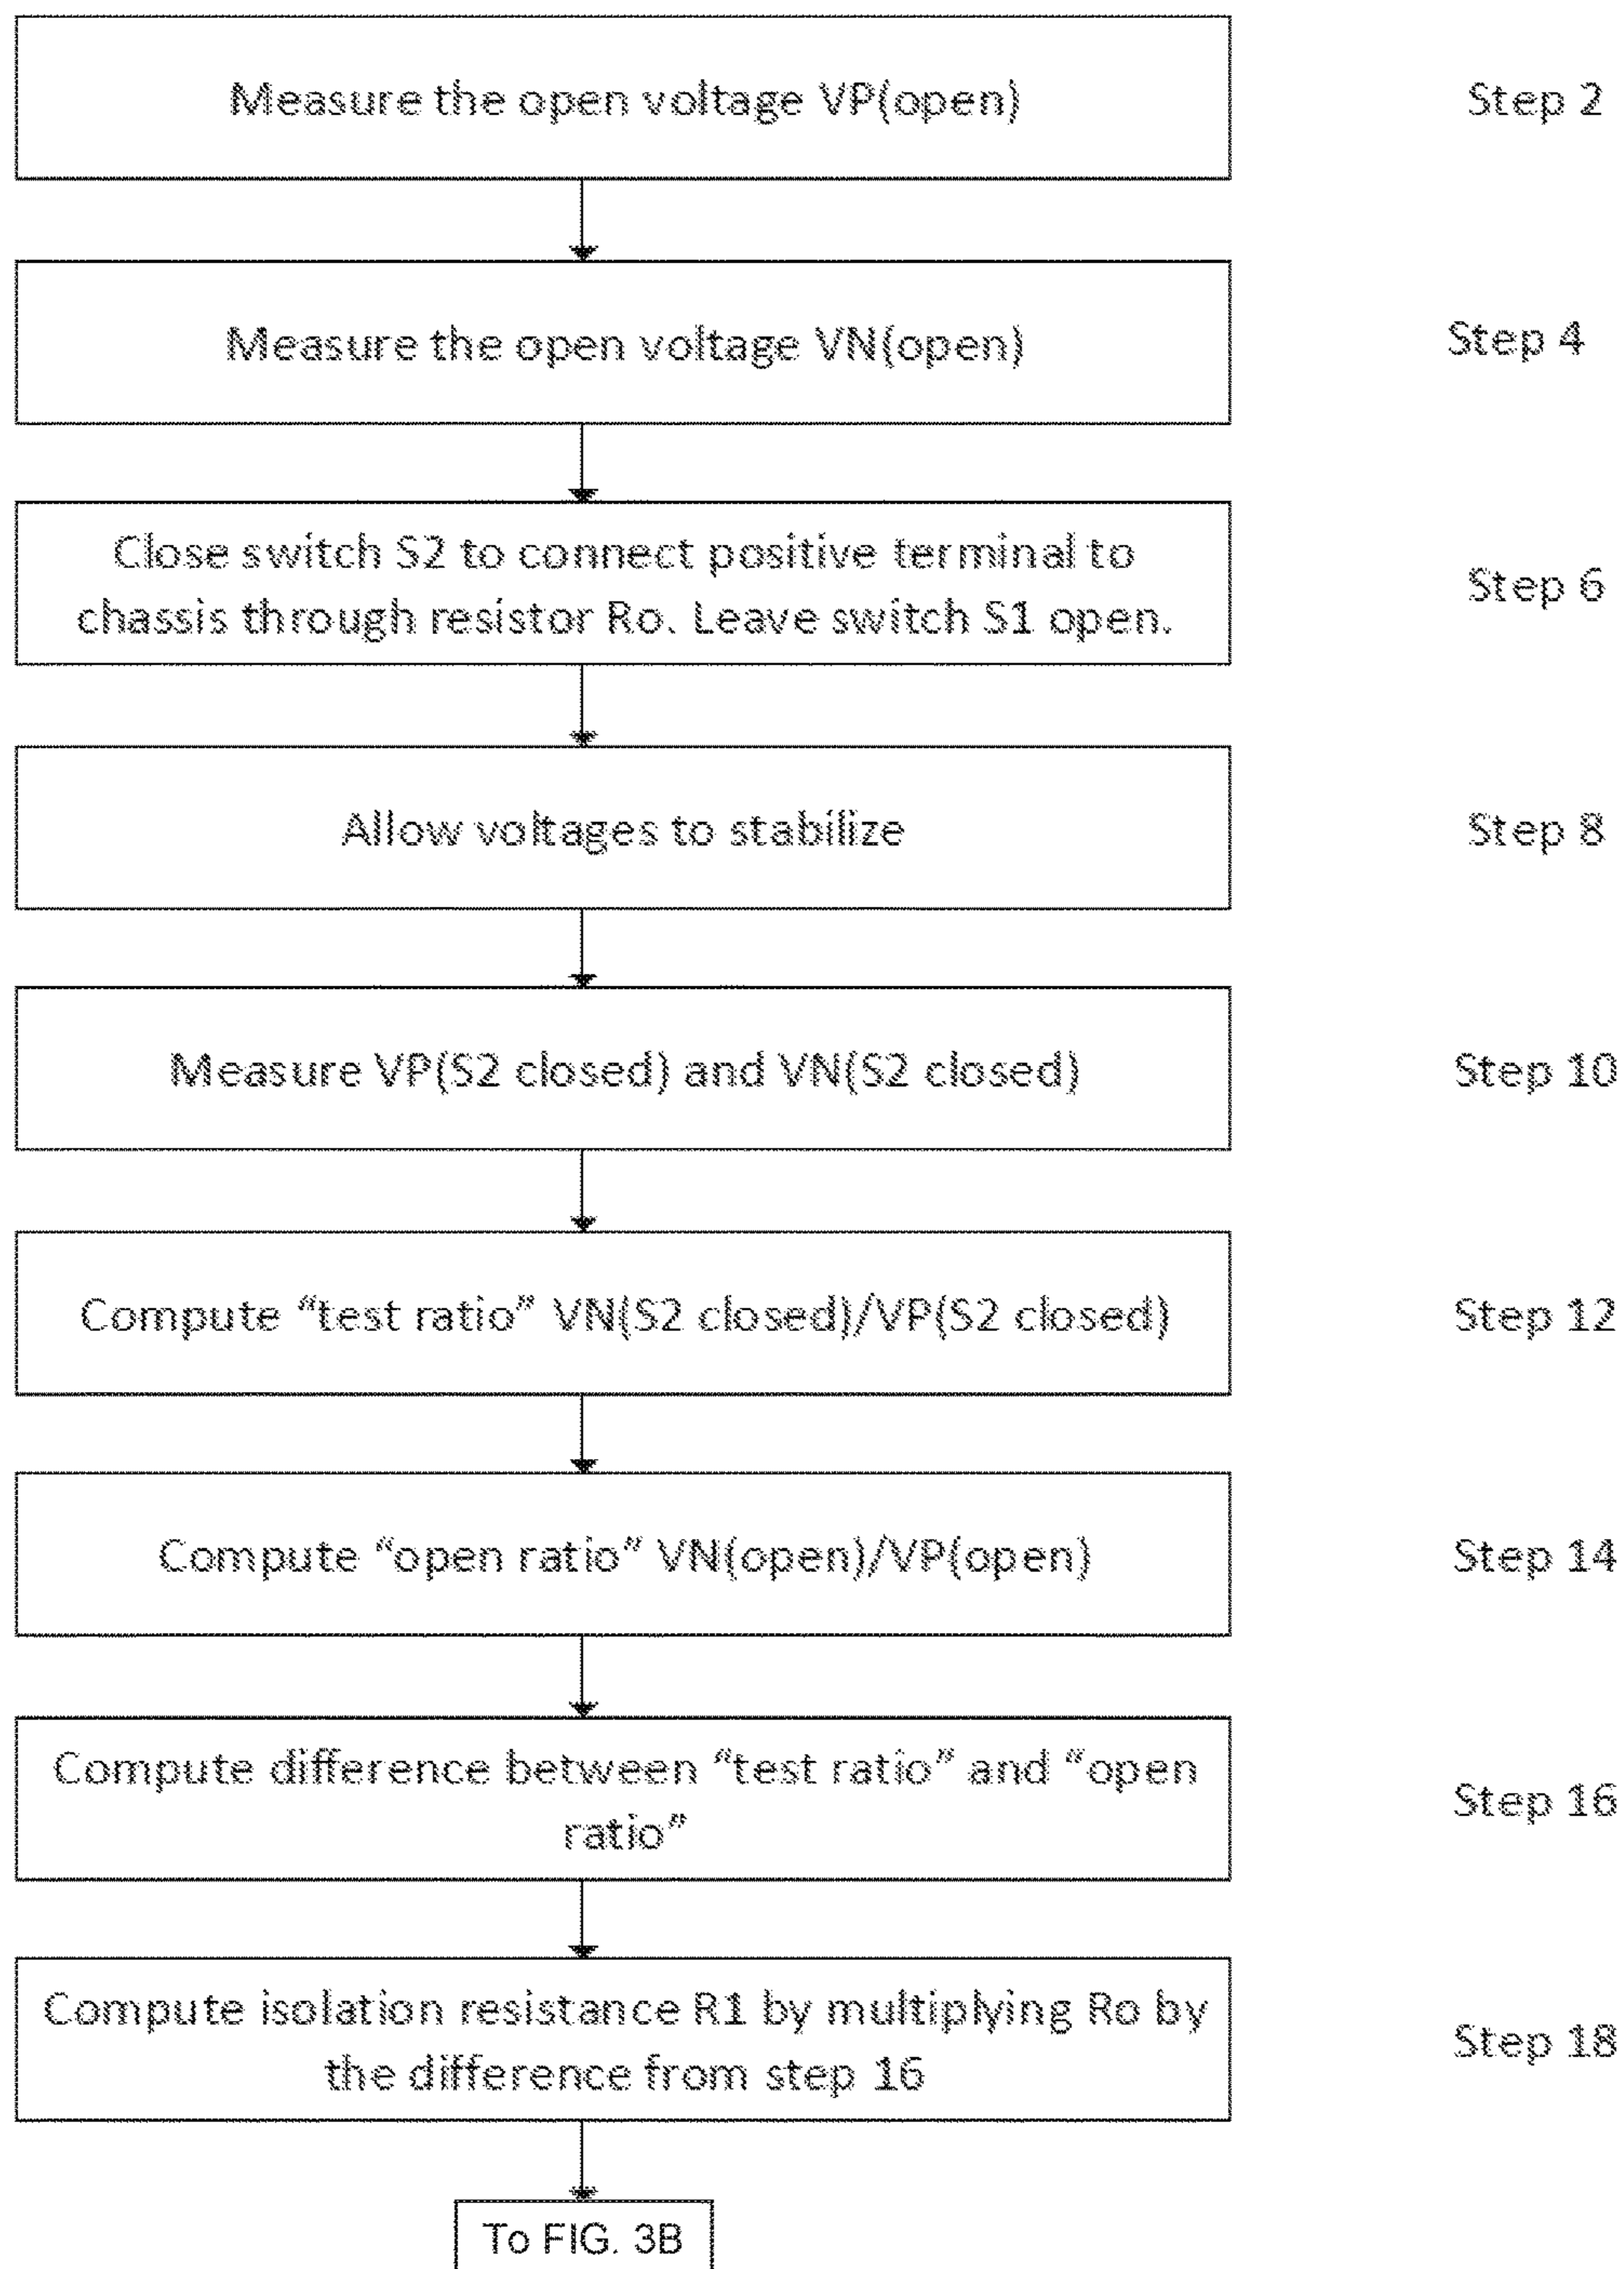 Measure the open voltage VP(open)
Step 2
Measure the open voltage VN(open)
Step 4
Close switch S2 to connect positive terminal to
chassis through resistor Ro. Leave switch S1 open.
Step 6
Allow voltages to stabilize
Step 8
Measure VP(S2 closed) and VN(S2 closed)
Step 10
Compute “test ratio” VN(S2 closed)/VP(S2 closed)
Step 12
Compute “open ratio” VN(open)/VP(open)
Step 14
Compute difference between “test ratio” and “open
ratio”
Step 16
Compute isolation resistance R1 by multiplying Ro by
the difference from step 16
Step 18
To FIG. 3B